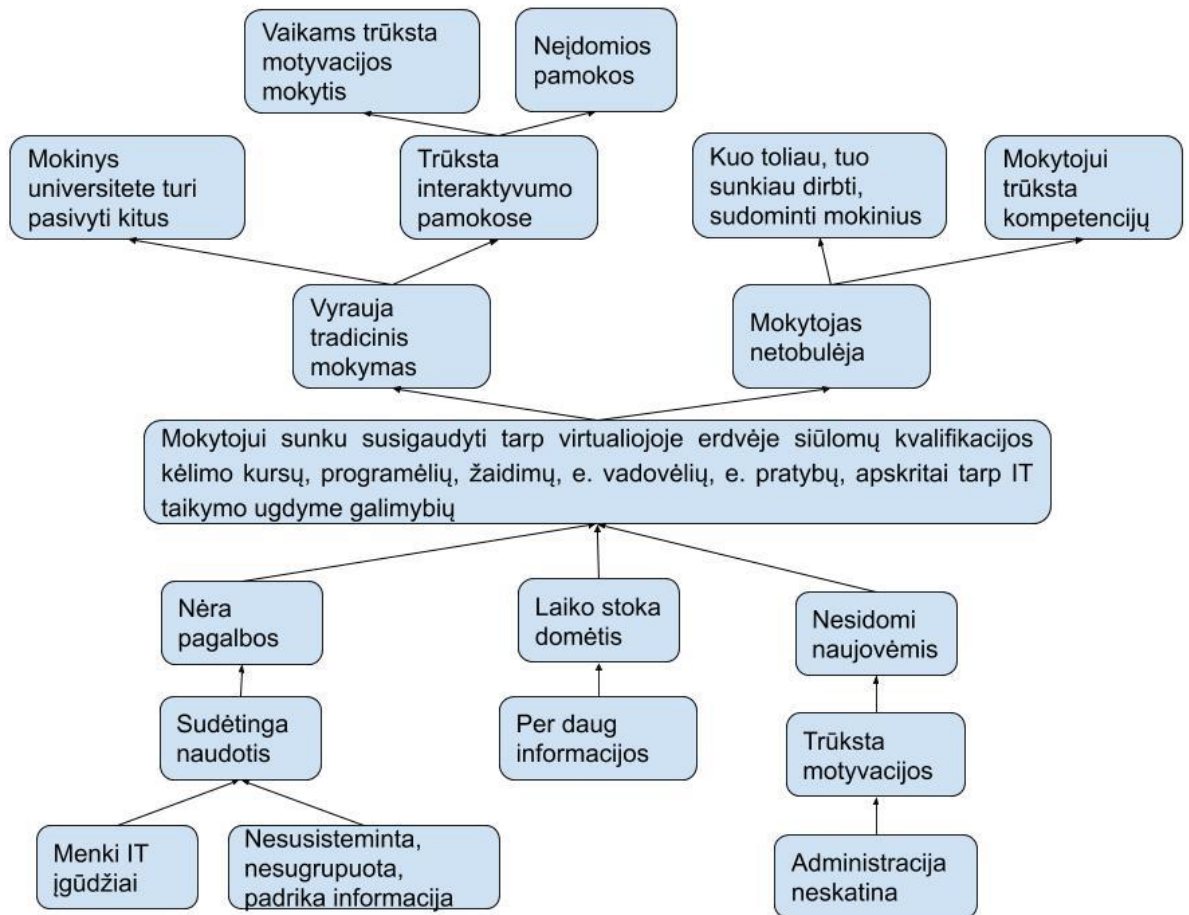 Vaikams trūksta
motyvacijos
mokytis
Neįdomios
pamokos
Mokinys
universitete turi
pasivyti kitus
Trūksta
interaktyvumo
pamokose
Kuo toliau, tuo
sunkiau dirbti,
sudominti mokinius
Mokytojui
trūksta
kompetencijų
Vyrauja
tradicinis
mokymas
Mokytojas
netobulėja
Mokytojui sunku susigaudyti tarp virtualiojoje erdvėje siūlomų kvalifikacijos
kėlimo kursų, programėlių, žaidimų, e. vadovėlių, e. pratybų, apskritai tarp IT
taikymo ugdyme galimybių
Nėra
pagalbos
Laiko stoka
domėtis
Nesidomi
naujovėmis
Sudėtinga
naudotis
Per daug
informacijos
Trūksta
motyvacijos
Menki IT
įgūdžiai
Nesusisteminta,
nesugrupuota,
padrika informacija
Administracija
neskatina